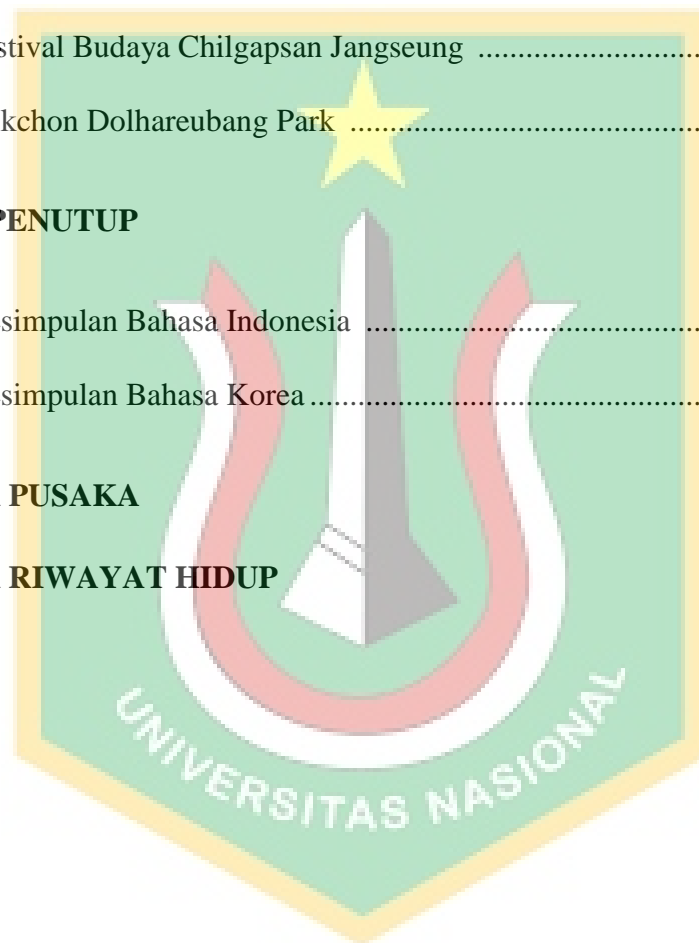 stival Budaya Chilgapsan Jangseung ............................
kchon Dolhareubang Park ............................................
PENUTUP
simpulan Bahasa Indonesia ..........................................
simpulan Bahasa Korea .................................................
PUSAKA
RIWAYAT HIDUP
UNIVERSITAS NASIONAL